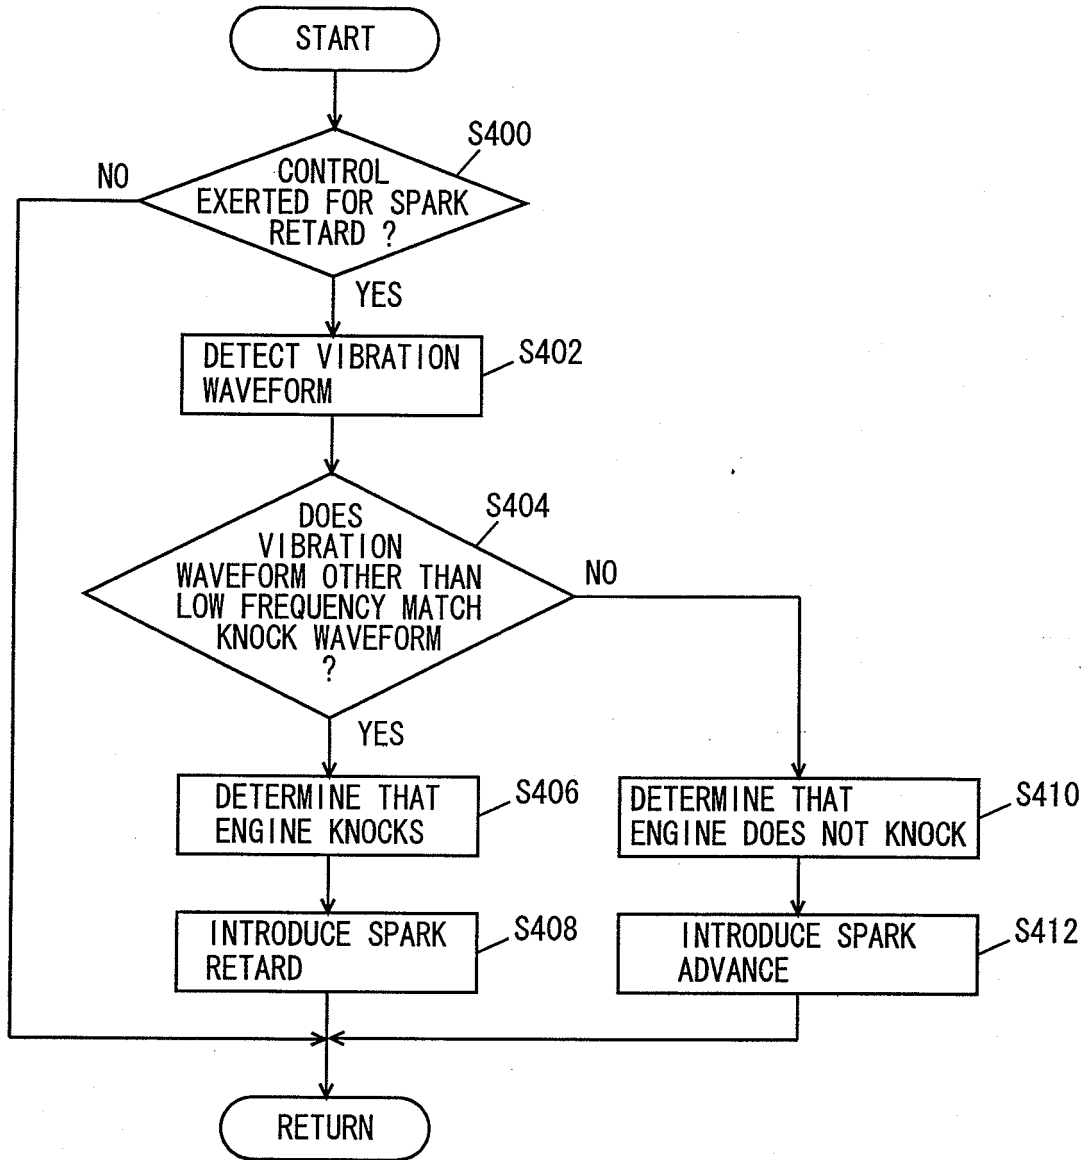 START
S400
NO
CONTROL
EXERTED FOR SPARK
RETARD ?
YES
DETECT VIBRATION
WAVEFORM
S402
S404
DOES
VIBRATION
WAVEFORM OTHER THAN
LOW FREQUENCY MATCH
KNOCK WAVEFORM
?
NO
YES
DETERMINE THAT
ENGINE KNOCKS
S406
DETERMINE THAT
ENGINE DOES NOT KNOCK
S410
INTRODUCE SPARK
RETARD
S408
INTRODUCE SPARK
ADVANCE
S412
RETURN